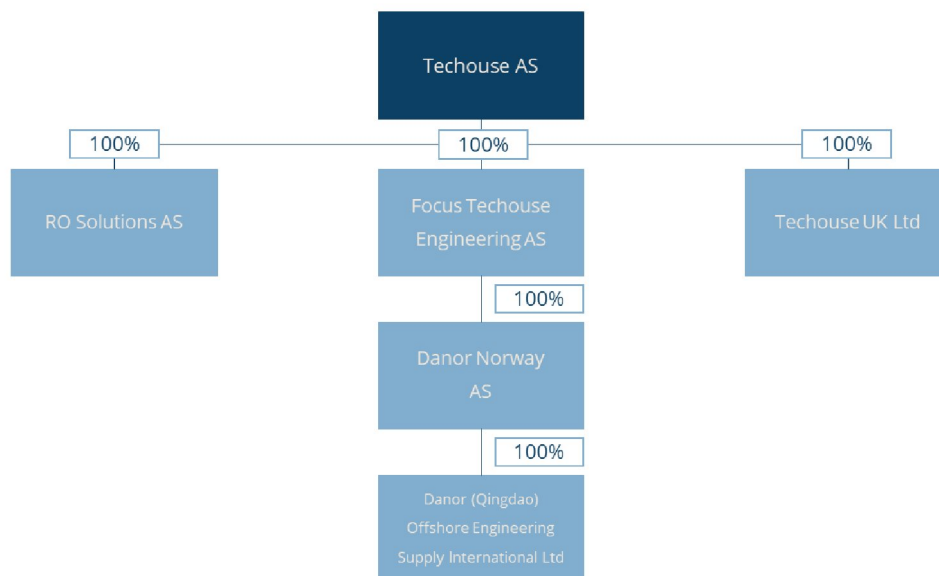 Techouse AS
100%
100%
100%
RO Solutions AS
Focus Techouse
Engineering AS
Techouse UK Ltd
100%
Danor Norway
AS
100%
Danor (Qingdao)
Offshore Engineering
Supply International Ltd